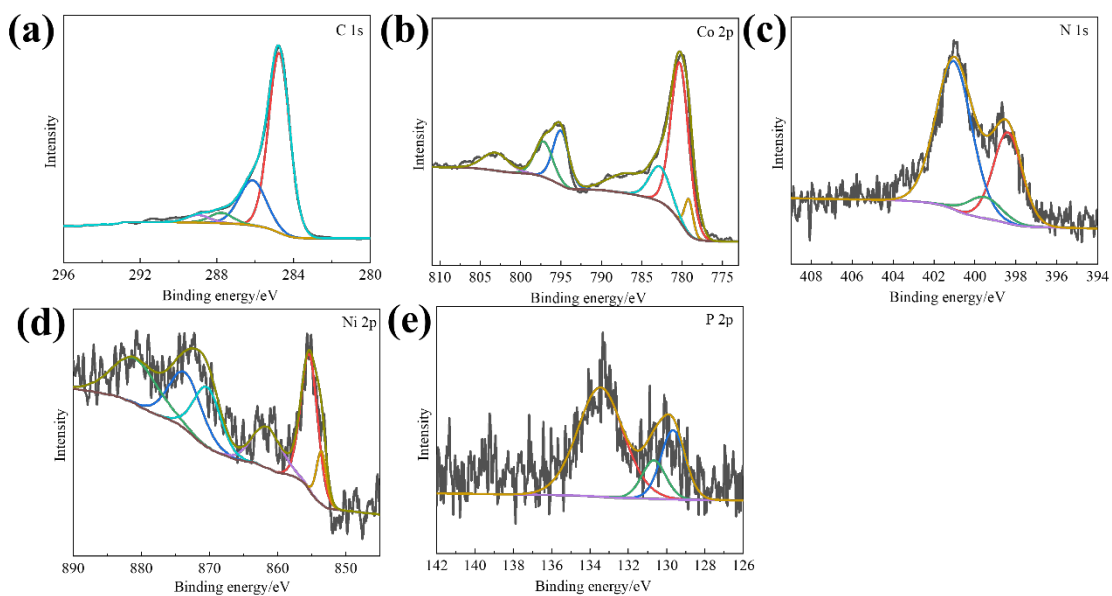 (a)
C 1s
Intensity
296 292 288 284 280
Binding energy/eV
(b)
Co 2p
Intensity
810 805 800 795 790 785 780 775
Binding energy/eV
(c)
N 1s
Intensity
408 406 404 402 400 398 396 394
Binding energy/eV
(d)
Ni 2p
Intensity
890 880 870 860 850
Binding energy/eV
(e)
P 2p
Intensity
142 140 138 136 134 132 130 128 126
Binding energy/eV